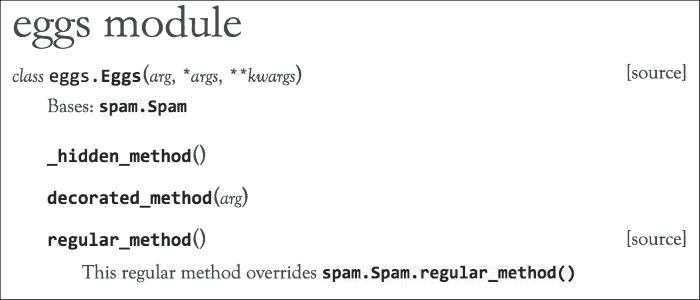 eggs module
class eggs.Eggs(arg, *args, **kwargs) [source]
Bases: spam.Spam
_hidden_method()
decorated_method(arg)
regular_method() [source]
This regular method overrides spam.Spam.regular_method()